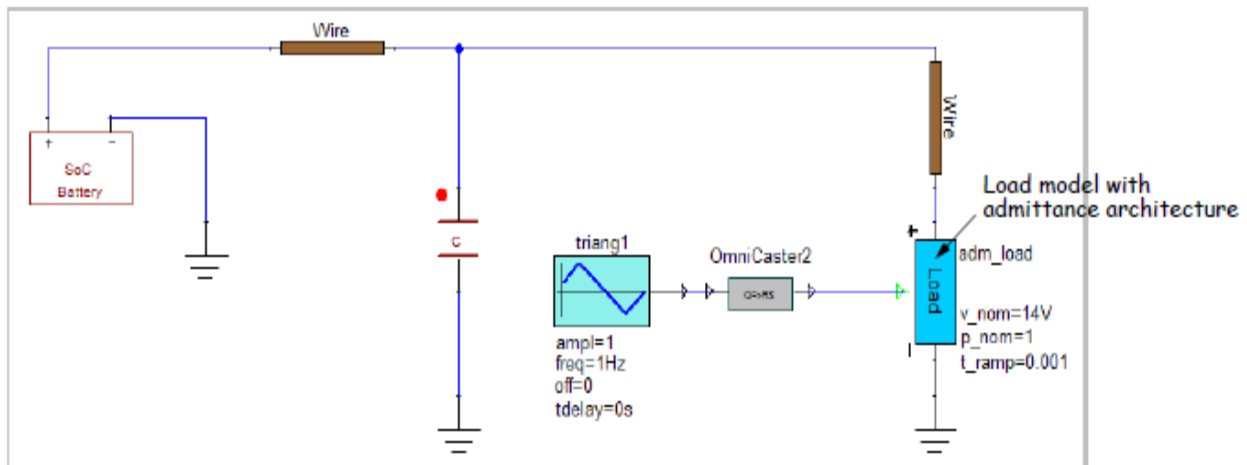 Wire
Wire
+ -
SoC
Battery
Load model with
admittance architecture
C
triang1
OmniCaster2
+
adm_load
Load
v_nom=14V
p_nom=1
t_ramp=0.001
-
ampl=1
freq=1Hz
off=0
tdelay=0s